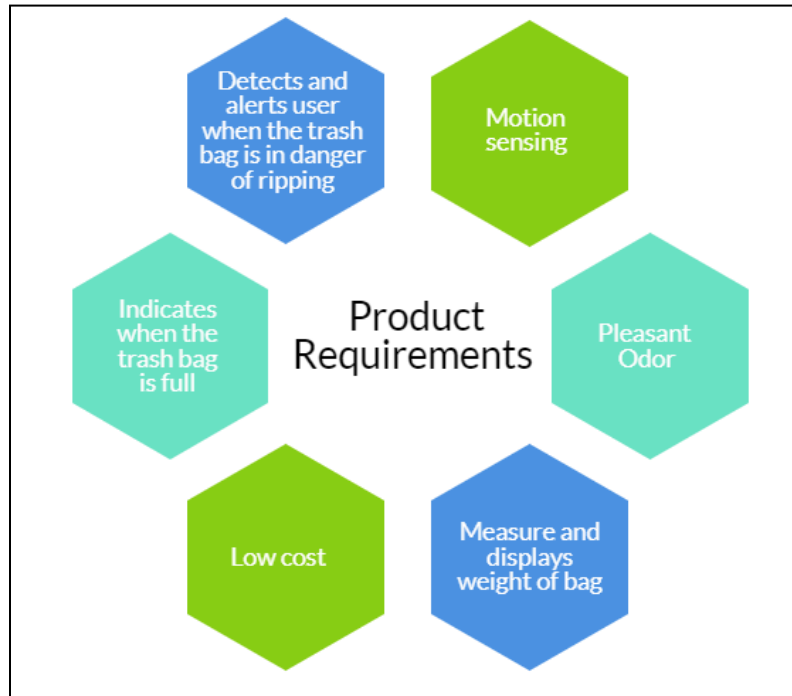 Detects and
alerts user
when the trash
bag is in danger
of ripping
Motion
sensing
Indicates
when the
trash bag
is full
Product
Requirements
Pleasant
Odor
Low cost
Measure and
displays
weight of bag